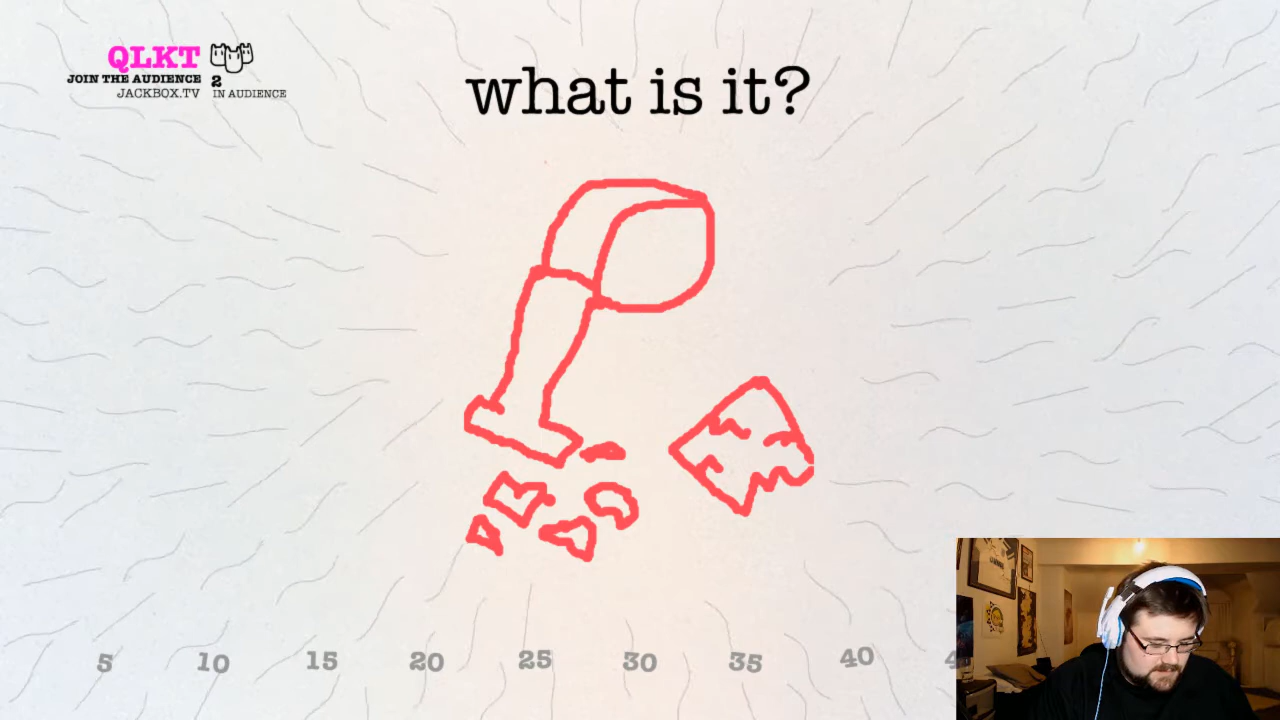 QLKT
JOIN THE AUDIENCE
JACKBOX.TV
2
IN AUDIENCE
what is it?
5 10 15 20 25 30 35 40